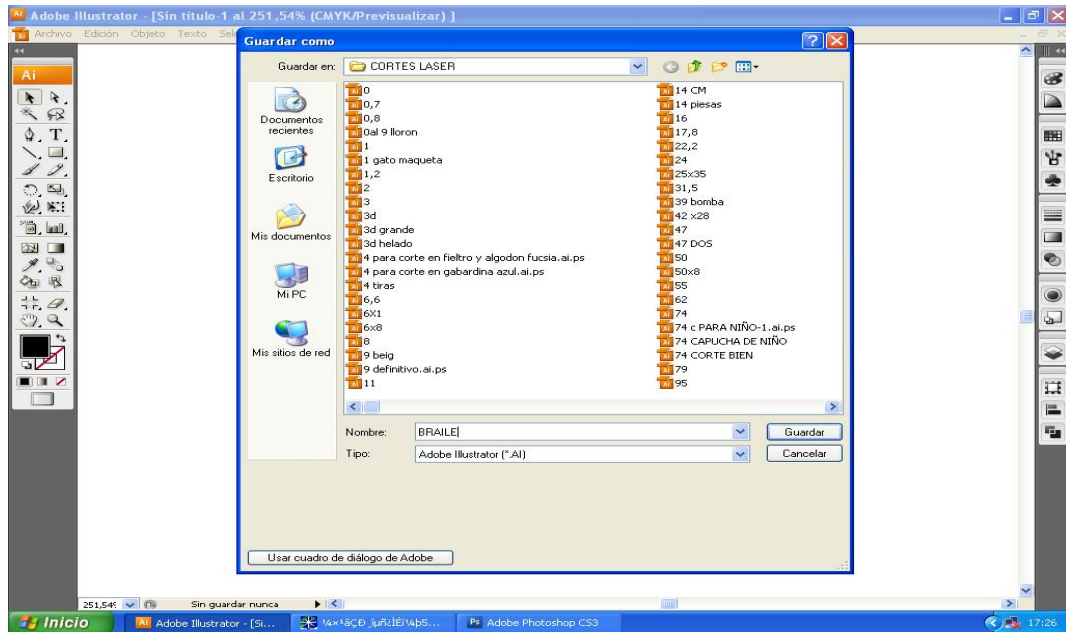 Adobe Illustrator - [Sin título-1 al 251,54% (CMYK/Previsualizar) ]
Archivo Edición Objeto Texto
Guardar como
Guardar en: CORTES LASER
Ai
Documentos recientes
Escritorio
Mis documentos
Mi PC
Mis sitios de red
0
0,7
0,8
0al 9 lloron
1
1 gato maqueta
1,2
2
3
3d
3d grande
3d helado
4 para corte en fieltro y algodon fucsia.ai.ps
4 para corte en gabardina azul.ai.ps
4 tiras
6,6
6X1
6x8
8
9 beig
9 definitivo.ai.ps
11
14 CM
14 piesas
16
17,8
22,2
24
25x35
31,5
39 bomba
42 x28
47
47 DOS
50
50x8
55
62
74
74 c PARA NIÑO-1.ai.ps
74 CAPUCHA DE NIÑO
74 CORTE BIEN
79
95
Nombre: BRAILE Guardar
Tipo: Adobe Illustrator (*.AI) Cancelar
Usar cuadro de diálogo de Adobe
251,54% Sin guardar nunca
Inicio Adobe Illustrator - [Si... Ps Adobe Photoshop CS3 17:26